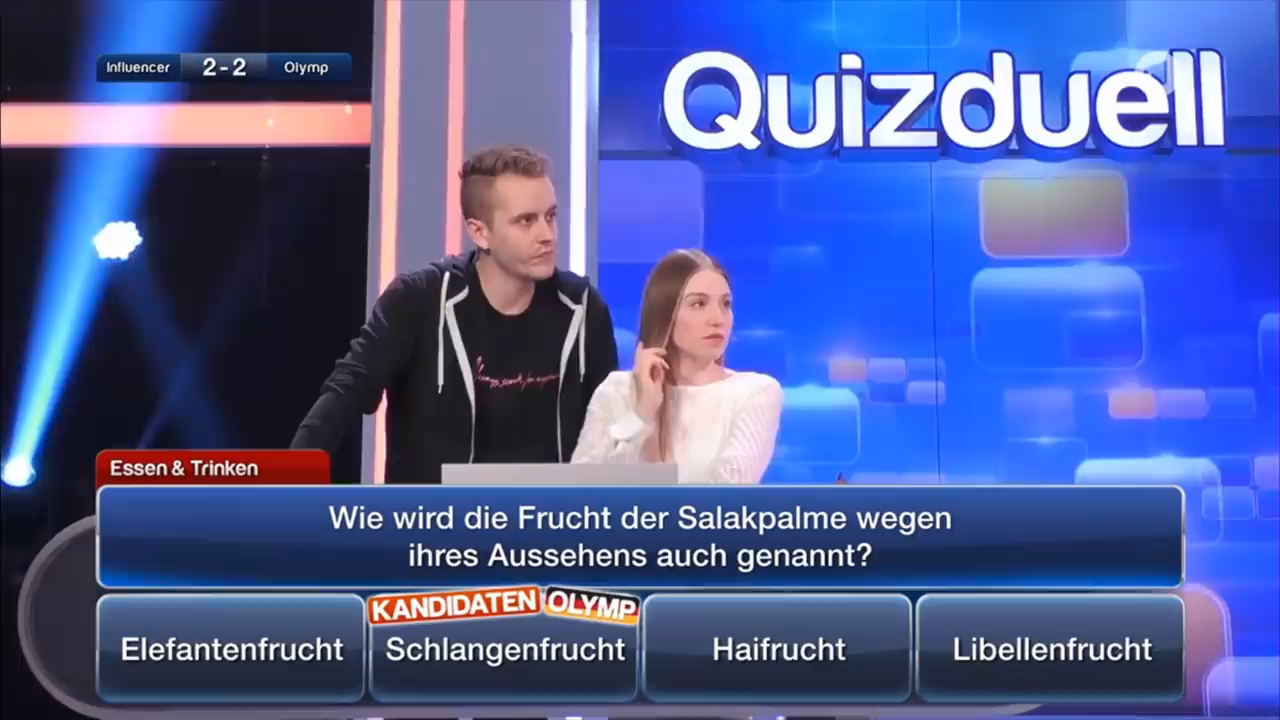 Influencer 2-2 Olymp
Quizduell
Essen & Trinken
Wie wird die Frucht der Salakpalme wegen
ihres Aussehens auch genannt?
KANDIDATEN OLYMP
Elefantenfrucht
Schlangenfrucht
Haifrucht
Libellenfrucht